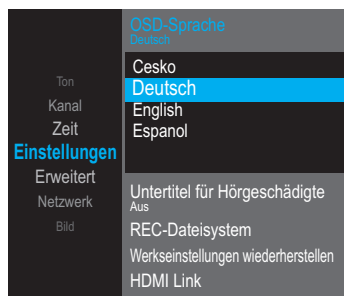 Ton
Kanal
Zeit
Einstellungen
Erweitert
Netzwerk
Bild
OSD-Sprache
Deutsch
Cesko
Deutsch
English
Espanol
Untertitel für Hörgeschädigte
Aus
REC-Dateisystem
Werkseinstellungen wiederherstellen
HDMI Link